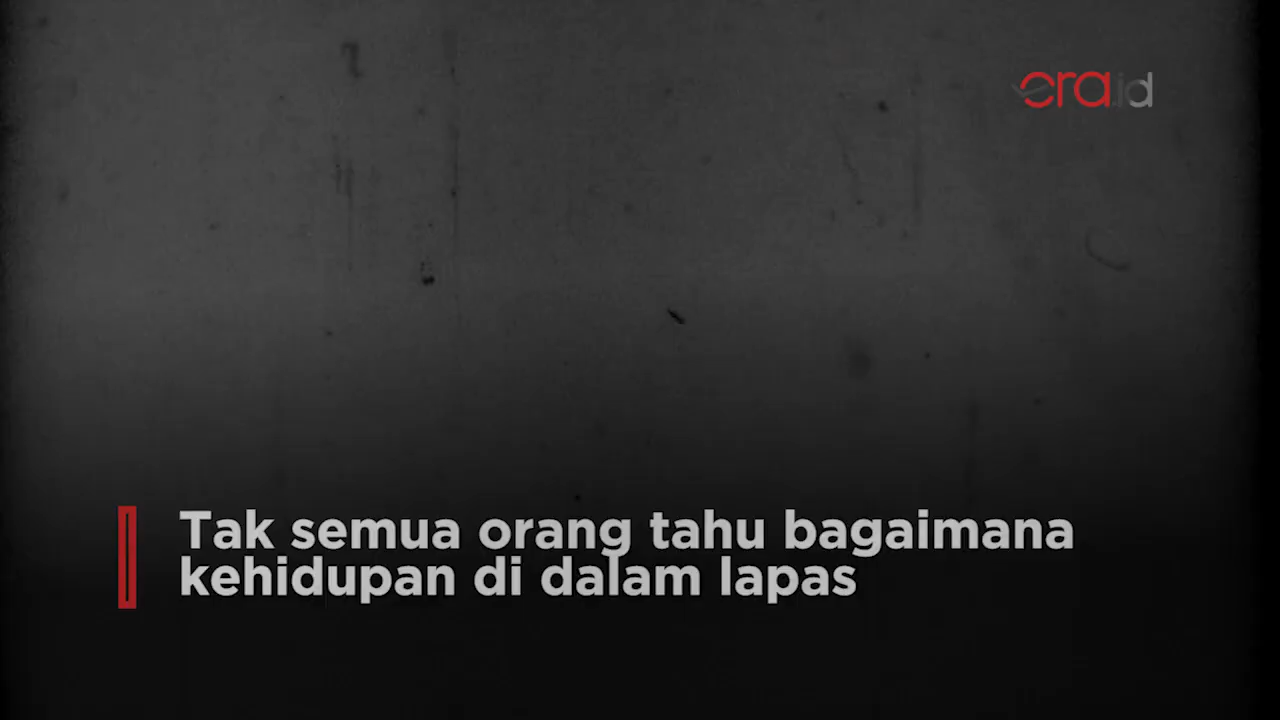 era.id
Tak semua orang tahu bagaimana
kehidupan di dalam lapas